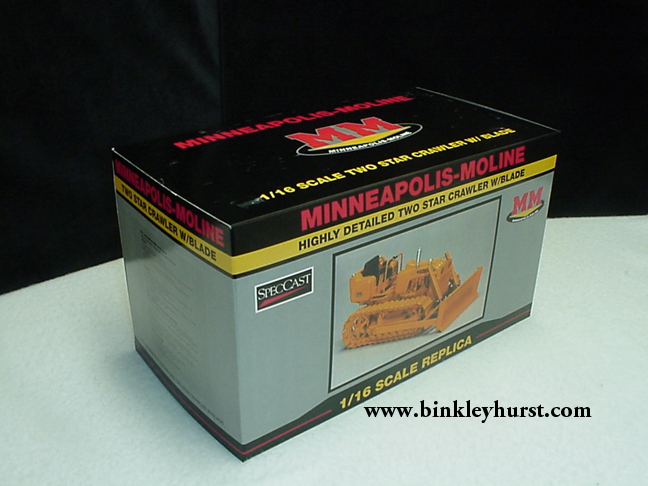 MINNEAPOLIS-MOLINE
MM
MINNEAPOLIS-MOLINE
1/16 SCALE TWO STAR CRAWLER W/ BLADE
MINNEAPOLIS-MOLINE
TWO STAR CRAWLER W/BLADE
MINNEAPOLIS-MOLINE
HIGHLY DETAILED TWO STAR CRAWLER W/BLADE
MM
SPECCAST
1/16 SCALE REPLICA
www.binkleyhurst.com